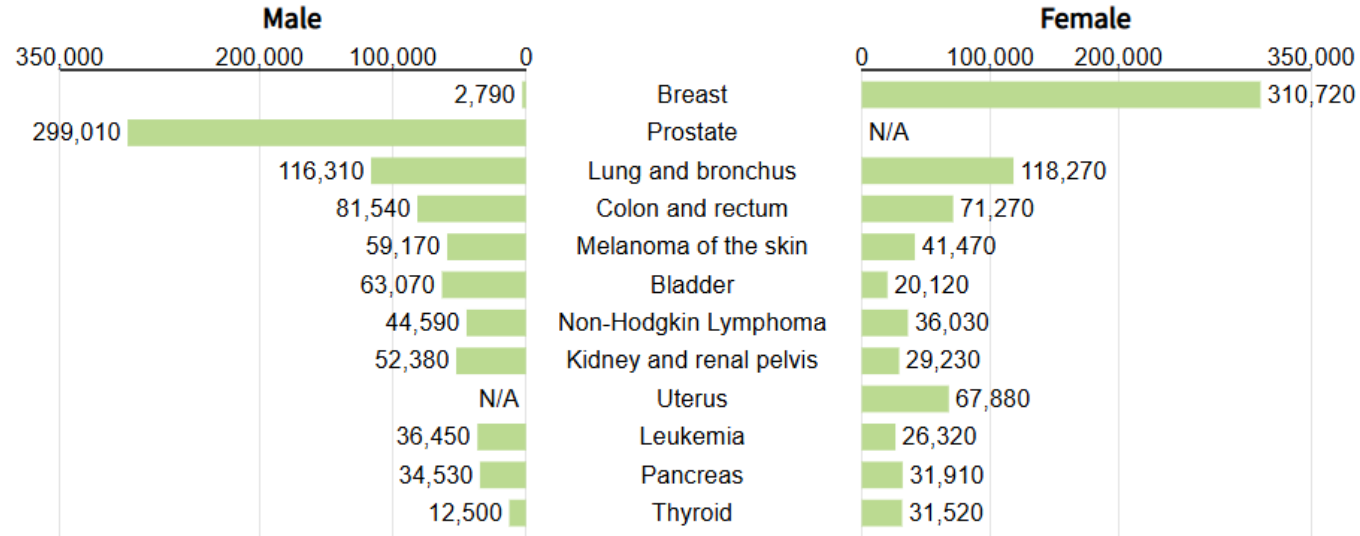 Male Female
350,000 200,000 100,000 0 0 100,000 200,000 350,000
2,790 Breast 310,720
299,010 Prostate N/A
116,310 Lung and bronchus 118,270
81,540 Colon and rectum 71,270
59,170 Melanoma of the skin 41,470
63,070 Bladder 20,120
44,590 Non-Hodgkin Lymphoma 36,030
52,380 Kidney and renal pelvis 29,230
N/A Uterus 67,880
36,450 Leukemia 26,320
34,530 Pancreas 31,910
12,500 Thyroid 31,520